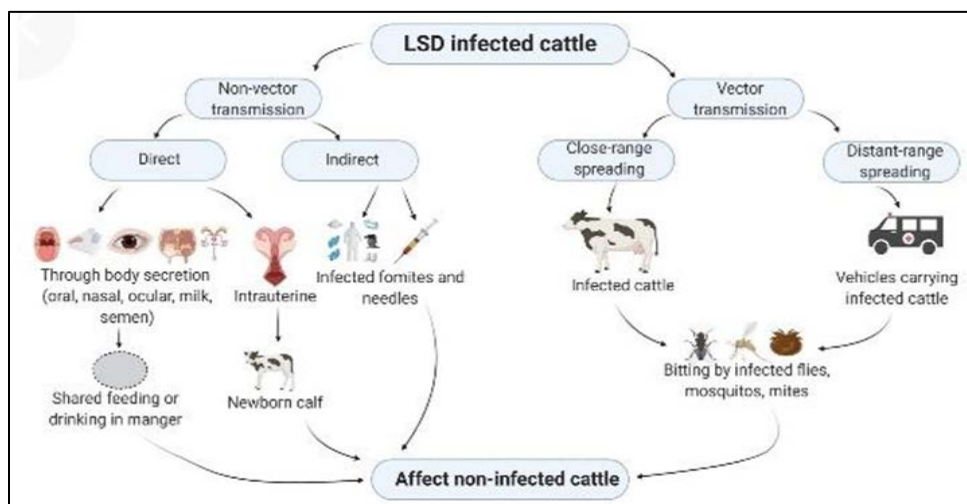 LSD infected cattle
Non-vector
transmission
Vector
transmission
Direct
Indirect
Close-range
spreading
Distant-range
spreading
Through body secretion
(oral, nasal, ocular, milk,
semen)
Intrauterine
Infected fomites and
needles
Infected cattle
Vehicles carrying
infected cattle
Shared feeding or
drinking in manger
Newborn calf
Bitting by infected flies,
mosquitos, mites
Affect non-infected cattle